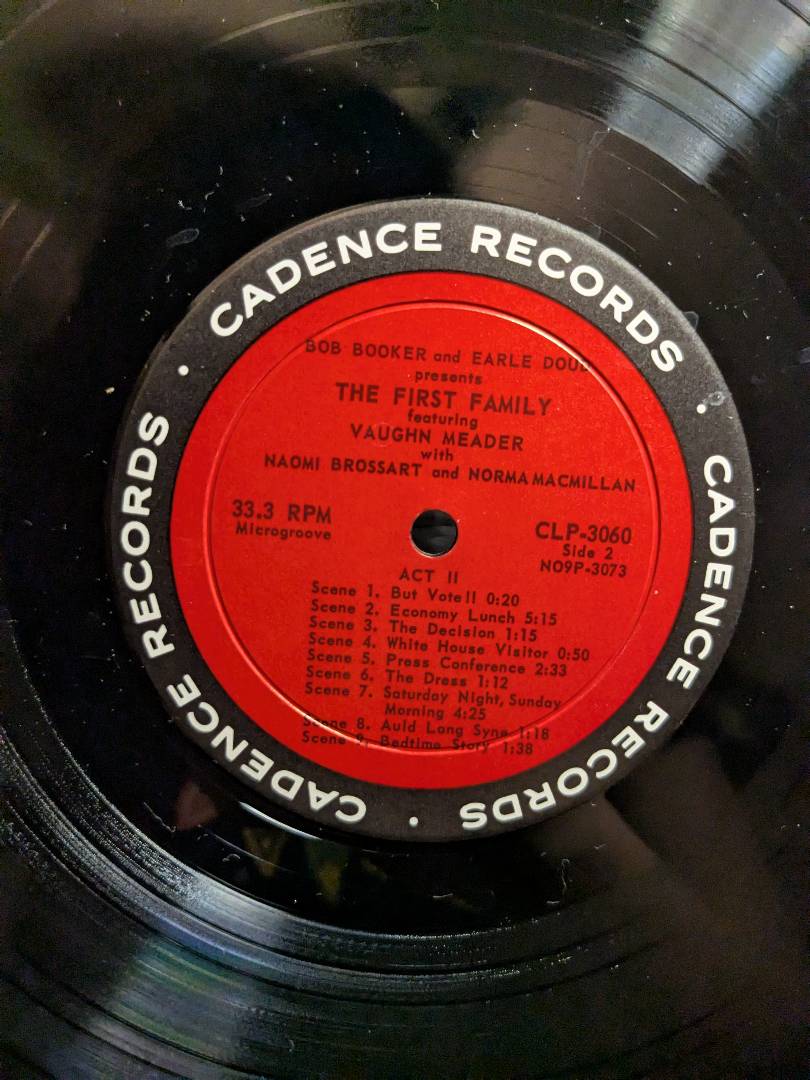 CADENCE RECORDS • CADENCE RECORDS • CADENCE RECORDS • CADENCE RECORDS
BOB BOOKER and EARLE DOUD
presents
THE FIRST FAMILY
featuring
VAUGHN MEADER
with
NAOMI BROSSART and NORMA MACMILLAN
33.3 RPM
Microgroove
CLP-3060
Side 2
NO9P-3073
ACT II
Scene 1. But Vote!! 0:20
Scene 2. Economy Lunch 5:15
Scene 3. The Decision 1:15
Scene 4. White House Visitor 0:50
Scene 5. Press Conference 2:33
Scene 6. The Dress 1:12
Scene 7. Saturday Night, Sunday
Morning 4:25
Scene 8. Auld Lang Syne 1:18
Scene 9. Bedtime Story 1:38